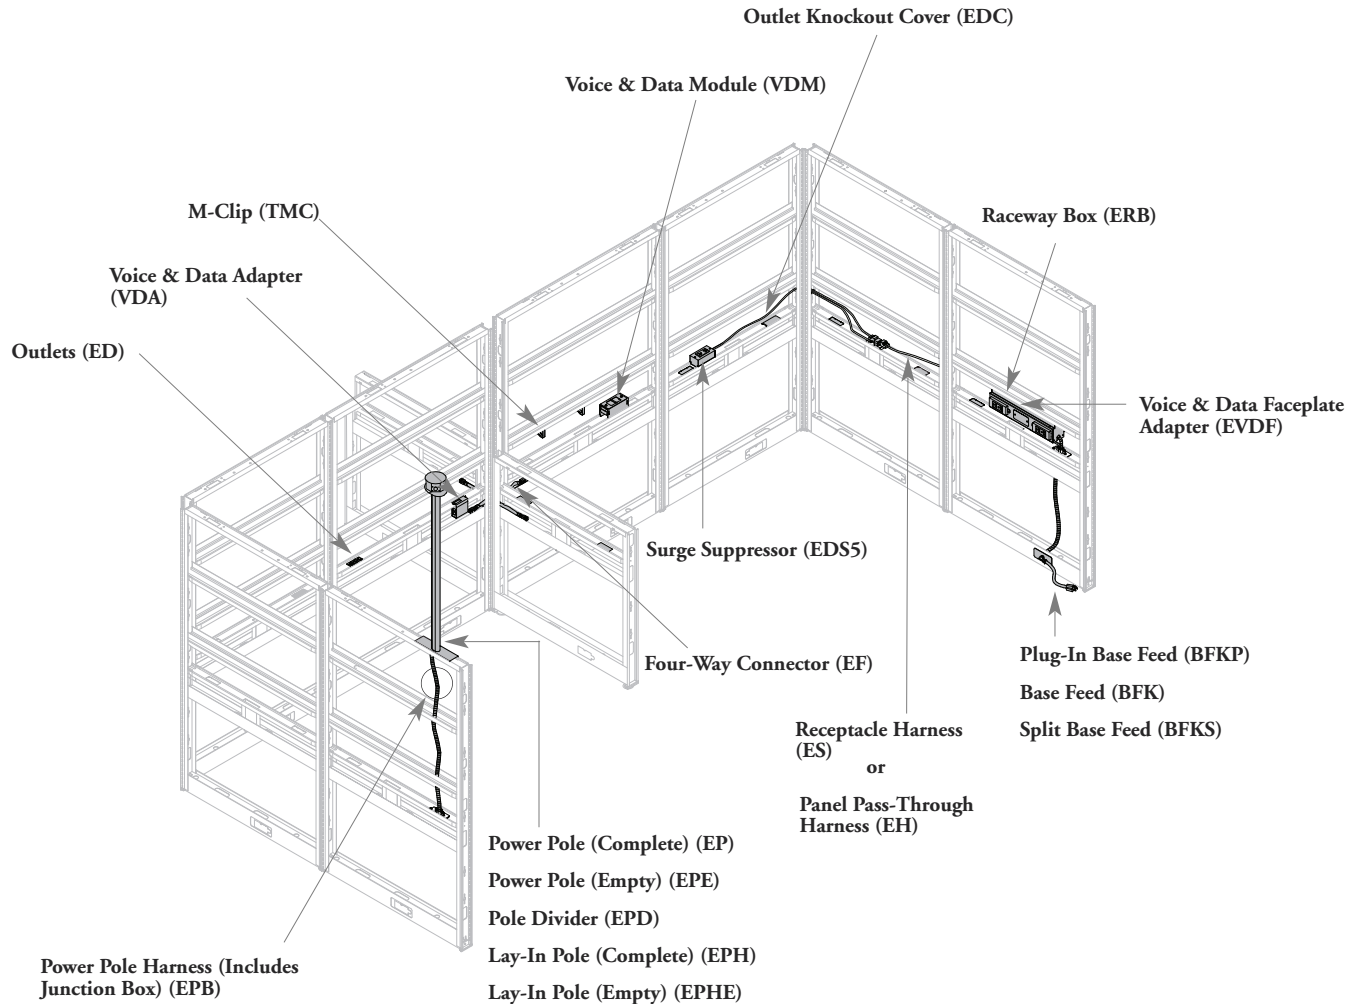 Outlet Knockout Cover (EDC)
Voice & Data Module (VDM)
M-Clip (TMC)
Raceway Box (ERB)
Voice & Data Adapter
(VDA)
Outlets (ED)
Voice & Data Faceplate
Adapter (EVDF)
Surge Suppressor (EDS5)
Four-Way Connector (EF)
Plug-In Base Feed (BFKP)
Base Feed (BFK)
Split Base Feed (BFKS)
Receptacle Harness
(ES)
or
Panel Pass-Through
Harness (EH)
Power Pole (Complete) (EP)
Power Pole (Empty) (EPE)
Pole Divider (EPD)
Lay-In Pole (Complete) (EPH)
Lay-In Pole (Empty) (EPHE)
Power Pole Harness (Includes
Junction Box) (EPB)